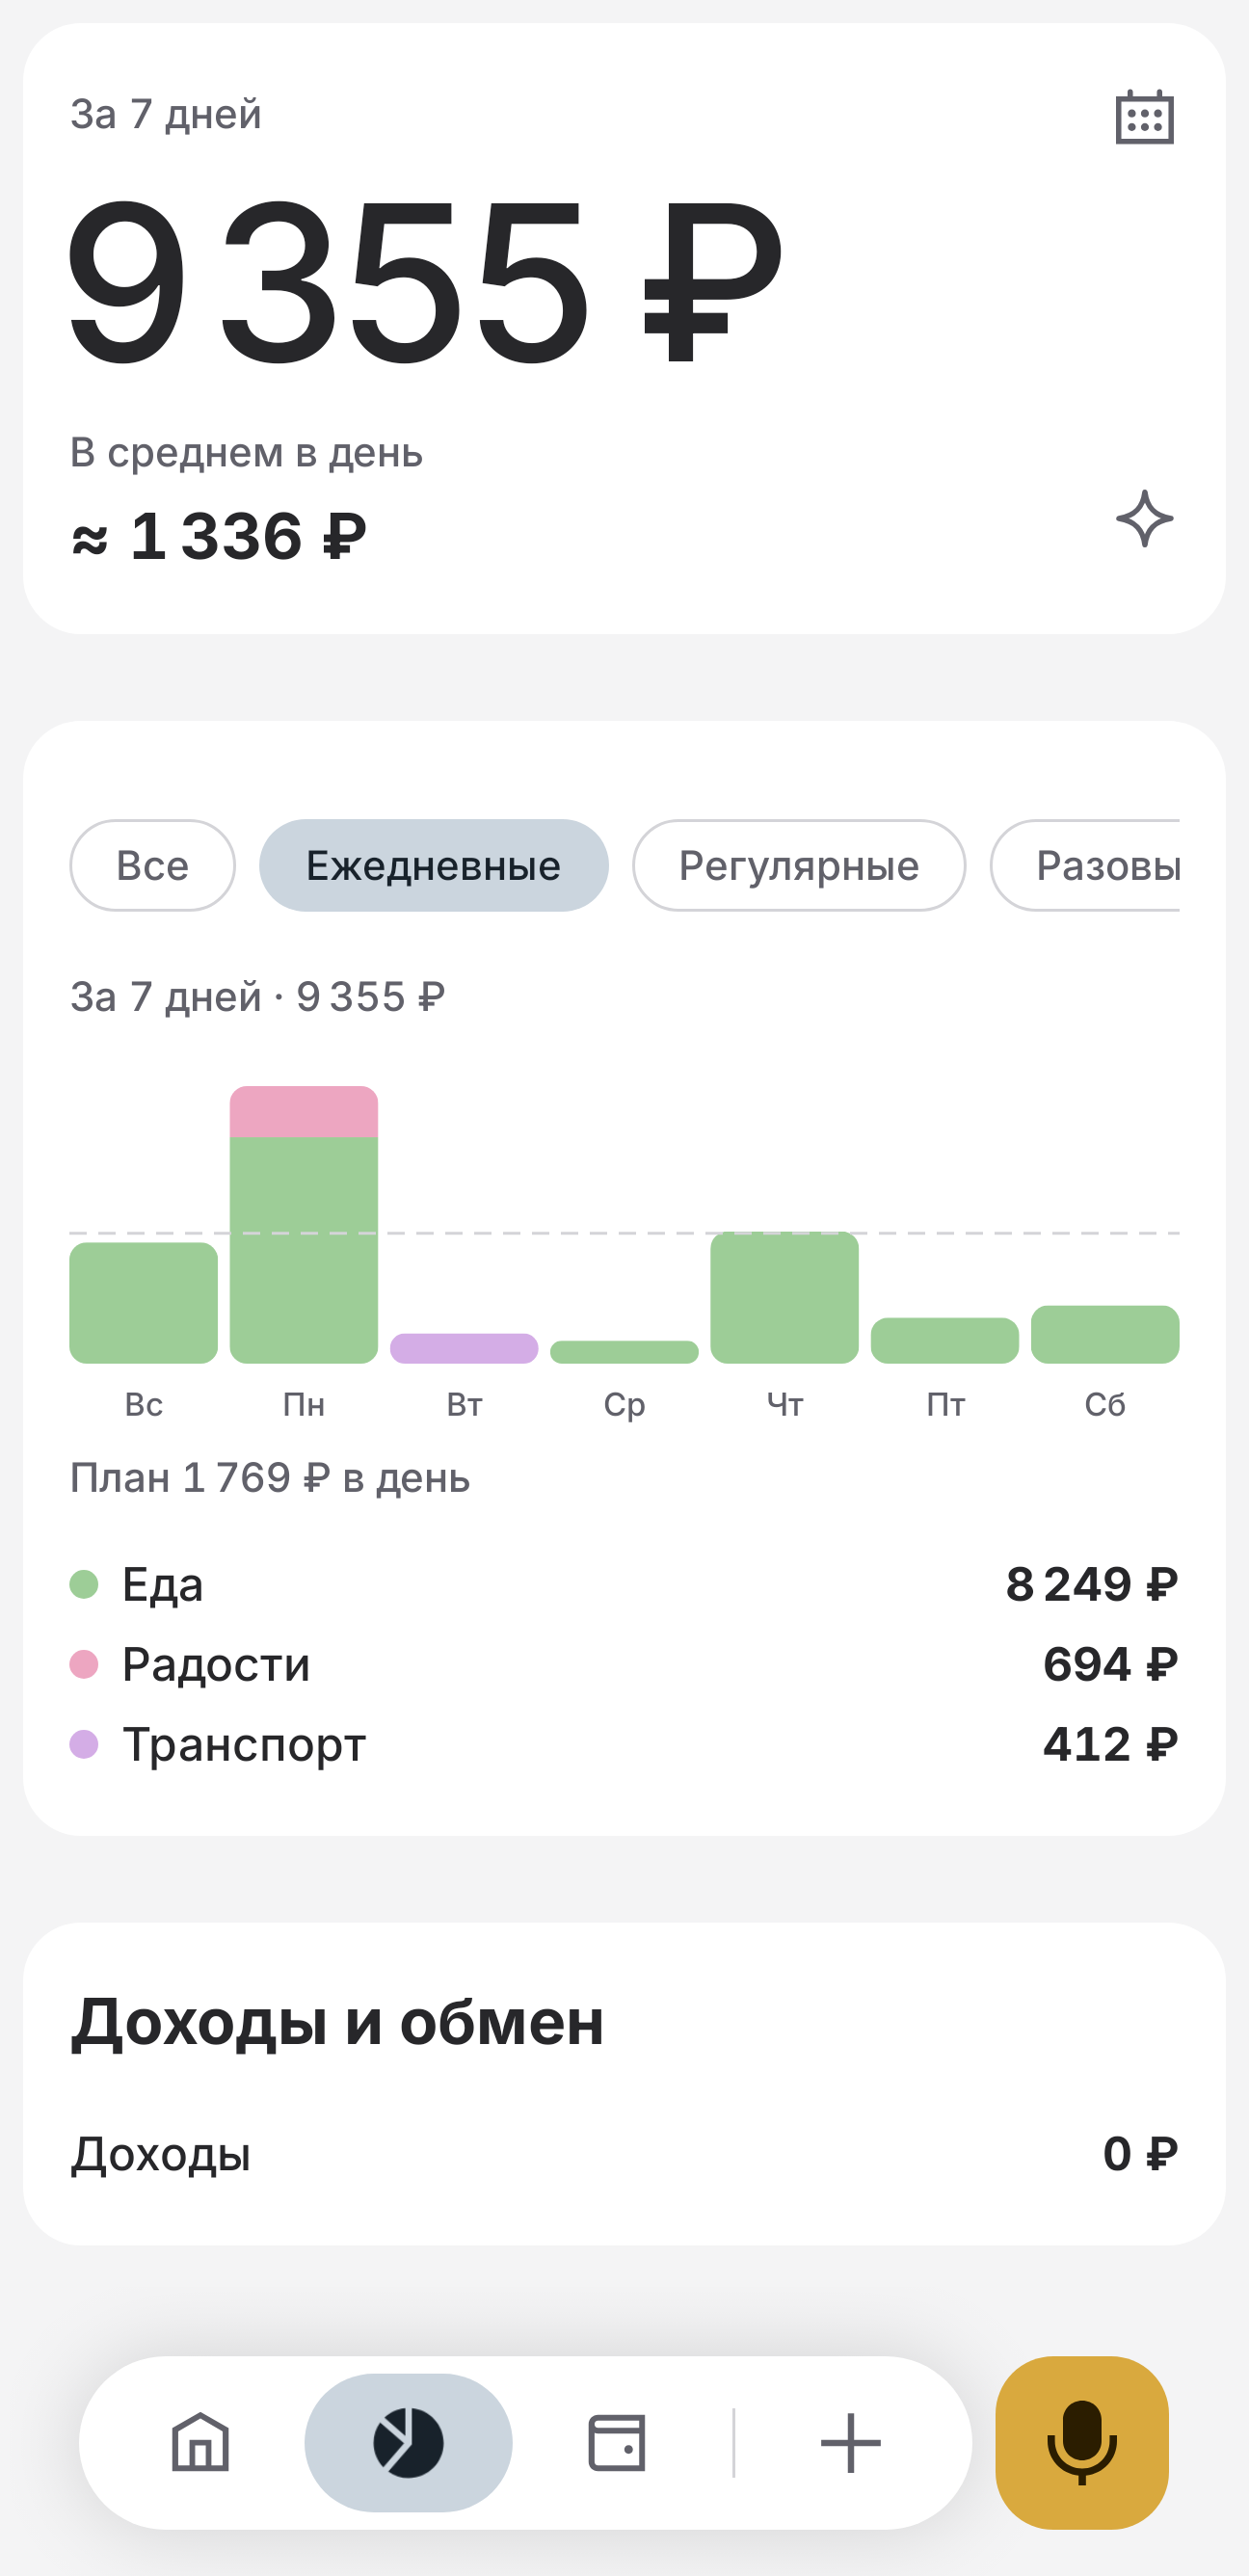 За 7 дней
9 355 ₽
В среднем в день
≈ 1 336 ₽
Все Ежедневные Регулярные Разовы
За 7 дней · 9 355 ₽
Вс Пн Вт Ср Чт Пт Сб
План 1 769 ₽ в день
Еда 8 249 ₽
Радости 694 ₽
Транспорт 412 ₽
Доходы и обмен
Доходы 0 ₽